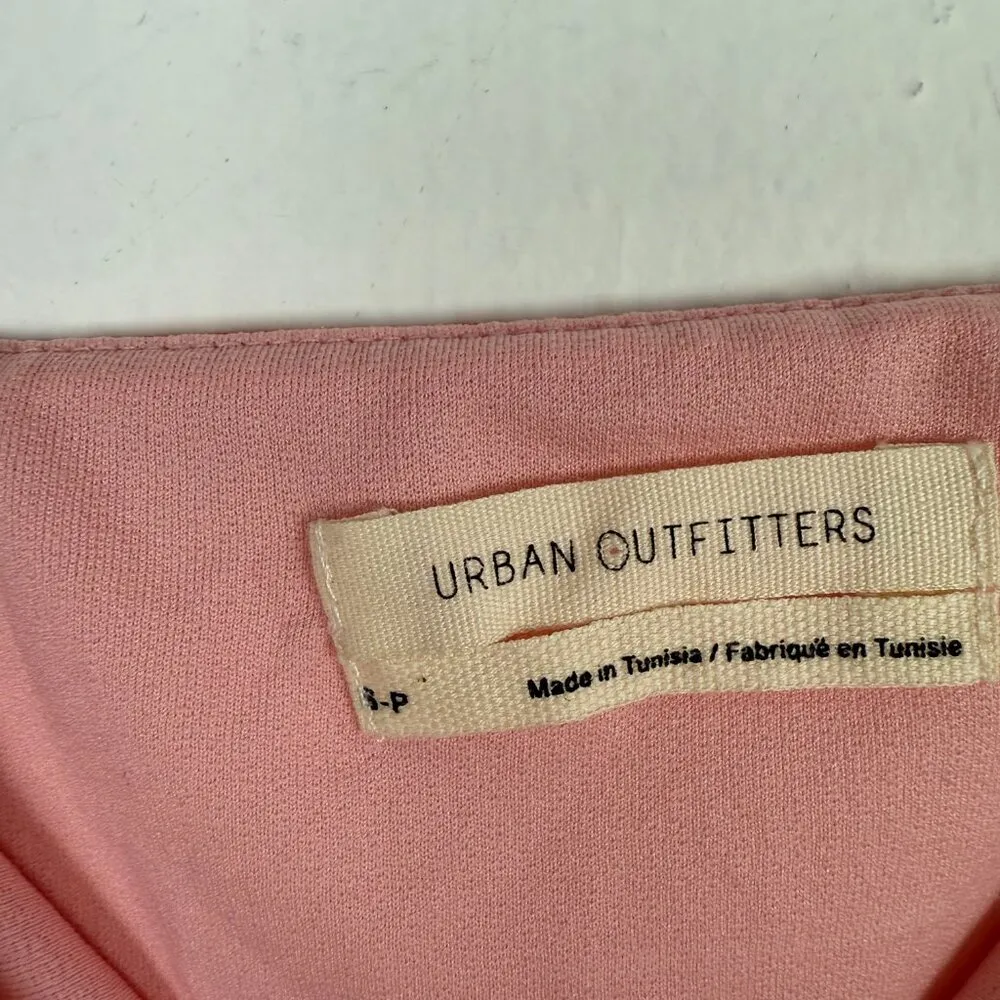 URBAN OUTFITTERS
S-P
Made in Tunisia / Fabriqué en Tunisie